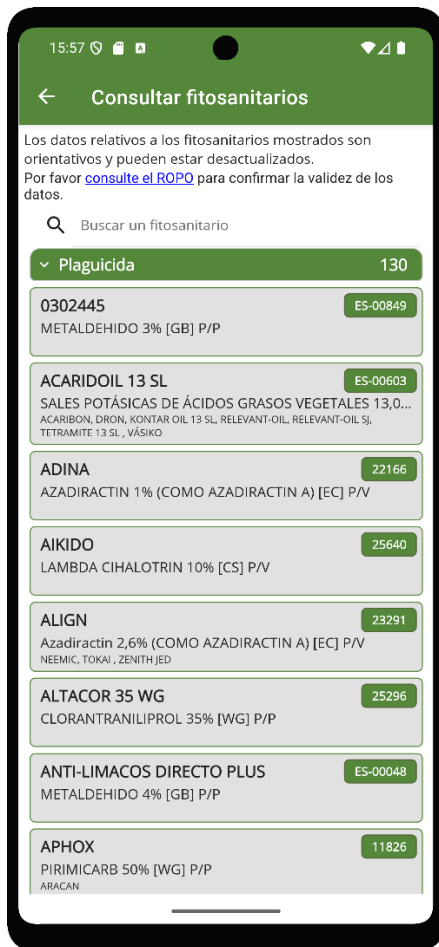 15:57
Consultar fitosanitarios
Los datos relativos a los fitosanitarios mostrados son
orientativos y pueden estar desactualizados.
Por favor consulte el ROPO para confirmar la validez de los
datos.
Buscar un fitosanitario
Plaguicida 130
0302445 ES-00849
METALDEHIDO 3% [GB] P/P
ACARIDOIL 13 SL ES-00603
SALES POTÁSICAS DE ÁCIDOS GRASOS VEGETALES 13,0...
ACARIBON, DRON, KONTAR OIL 13 SL, RELEVANT-OIL, RELEVANT-OIL SJ,
TETRAMITE 13 SL , VÁSIKO
ADINA 22166
AZADIRACTIN 1% (COMO AZADIRACTIN A) [EC] P/V
AIKIDO 25640
LAMBDA CIHALOTRIN 10% [CS] P/V
ALIGN 23291
Azadiractin 2,6% (COMO AZADIRACTIN A) [EC] P/V
NEEMIC, TOKAI , ZENITH JED
ALTACOR 35 WG 25296
CLORANTRANILIPROL 35% [WG] P/P
ANTI-LIMACOS DIRECTO PLUS ES-00048
METALDEHIDO 4% [GB] P/P
APHOX 11826
PIRIMICARB 50% [WG] P/P
ARACAN